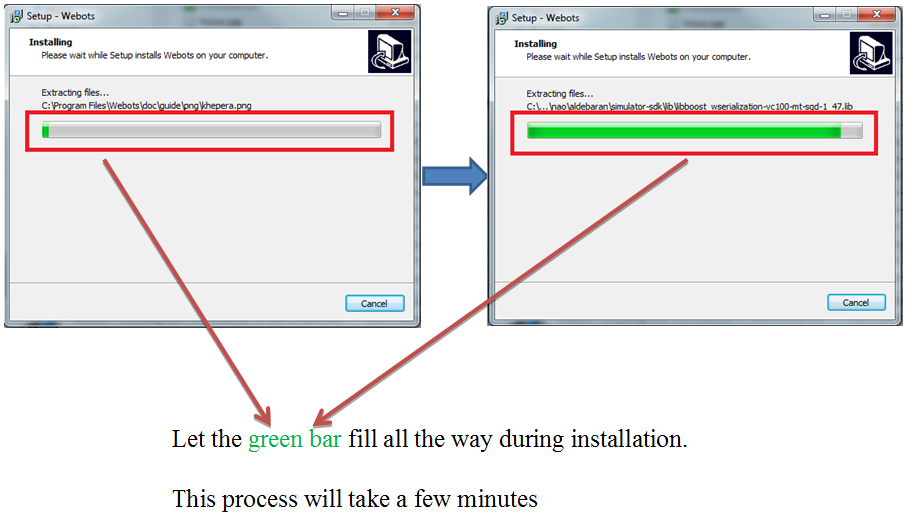 Setup - Webots
Installing
Please wait while Setup installs Webots on your computer.
Extracting files...
C:\Program Files\Webots\doc\guide\png\khepera.png
Cancel
Setup - Webots
Installing
Please wait while Setup installs Webots on your computer.
Extracting files...
C:\...\nao\aldebaran\simulator-sdk\lib\libboost_wserialization-vc100-mt-sgd-1_47.lib
Cancel
Let the green bar fill all the way during installation.
This process will take a few minutes